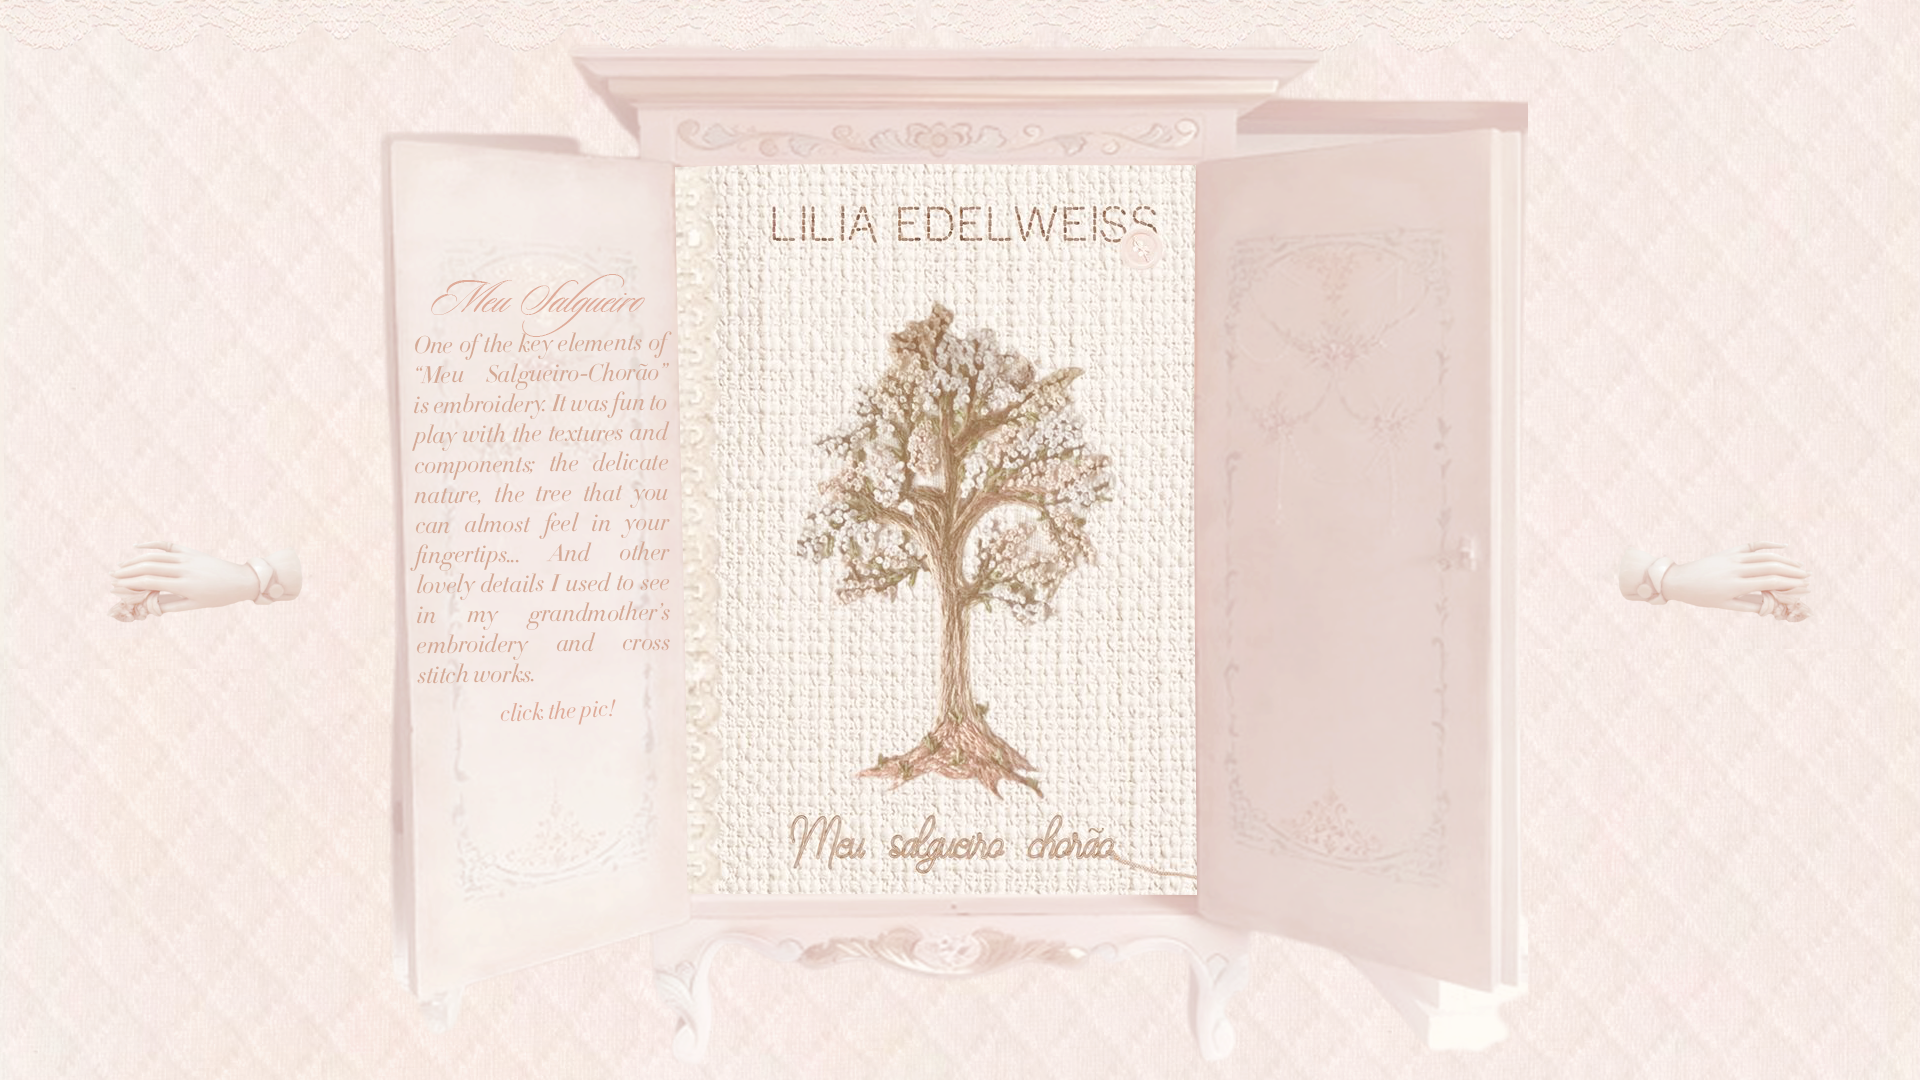 LILIA EDELWEISS
Meu Salgueiro
One of the key elements of
“Meu Salgueiro-Chorão”
is embroidery. It was fun to
play with the textures and
components; the delicate
nature, the tree that you
can almost feel in your
fingertips... And other
lovely details I used to see
in my grandmother’s
embroidery and cross
stitch works.
click the pic!
Meu salgueiro chorão